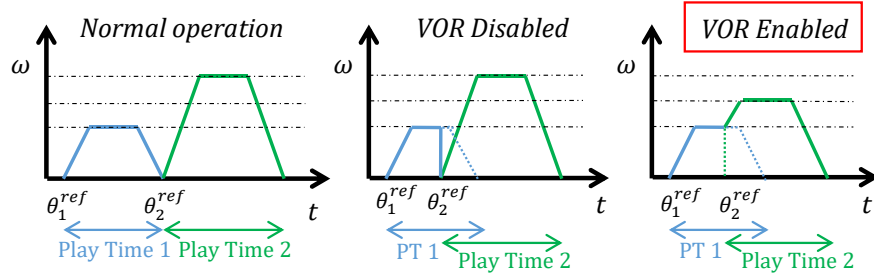 Normal operation
ω
θ₁ʳᵉᶠ
θ₂ʳᵉᶠ
t
Play Time 1
Play Time 2
VOR Disabled
ω
θ₁ʳᵉᶠ
θ₂ʳᵉᶠ
t
PT 1
Play Time 2
VOR Enabled
ω
θ₁ʳᵉᶠ
θ₂ʳᵉᶠ
t
PT 1
Play Time 2